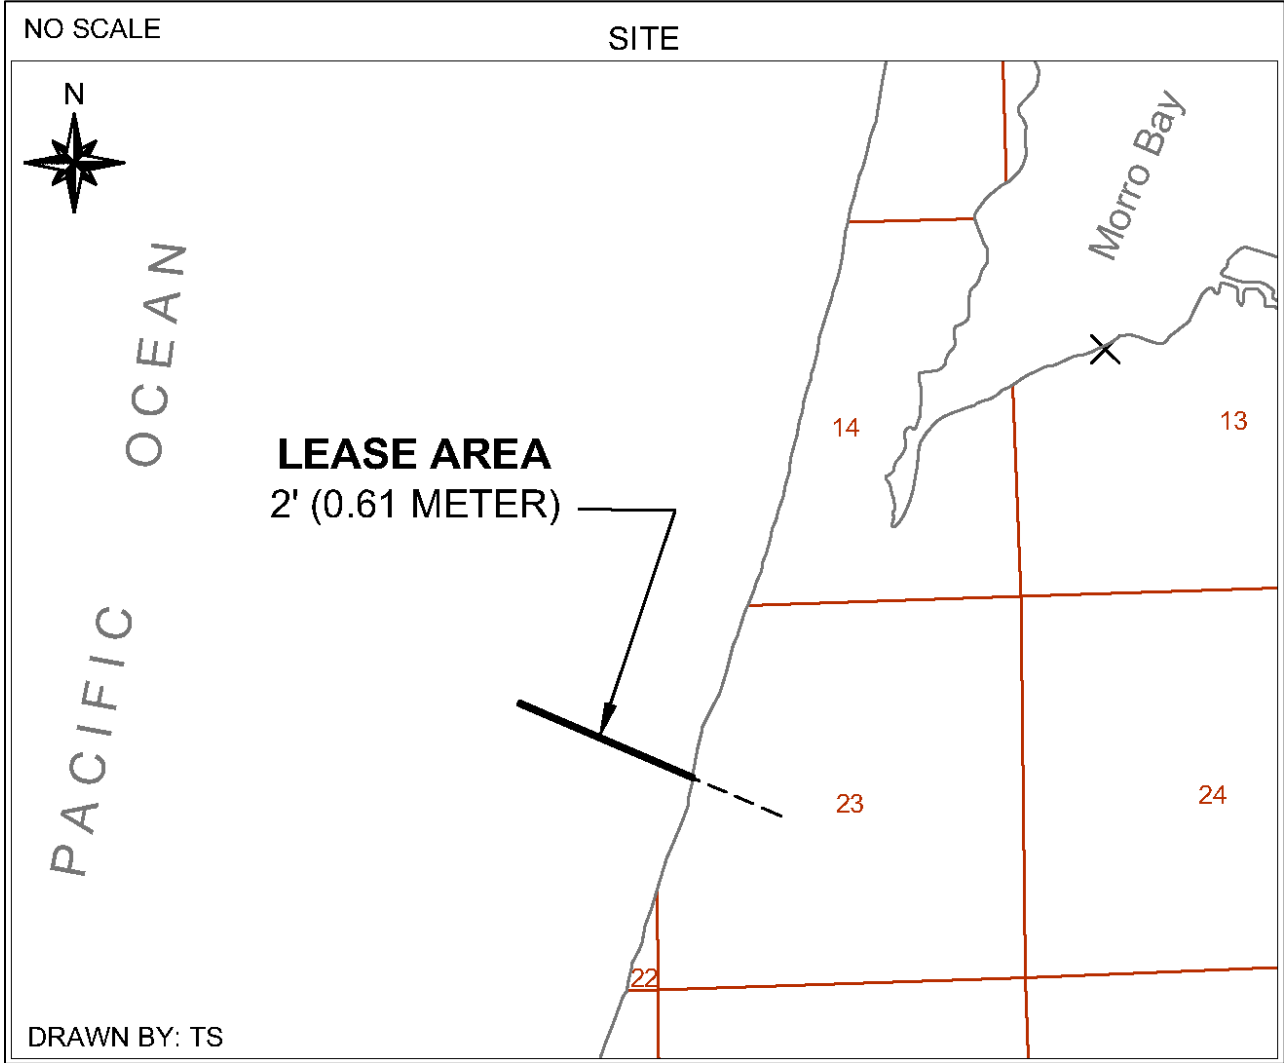 NO SCALE
SITE
N
Morro Bay
PACIFIC OCEAN
14
13
LEASE AREA
2' (0.61 METER)
23
24
22
DRAWN BY: TS